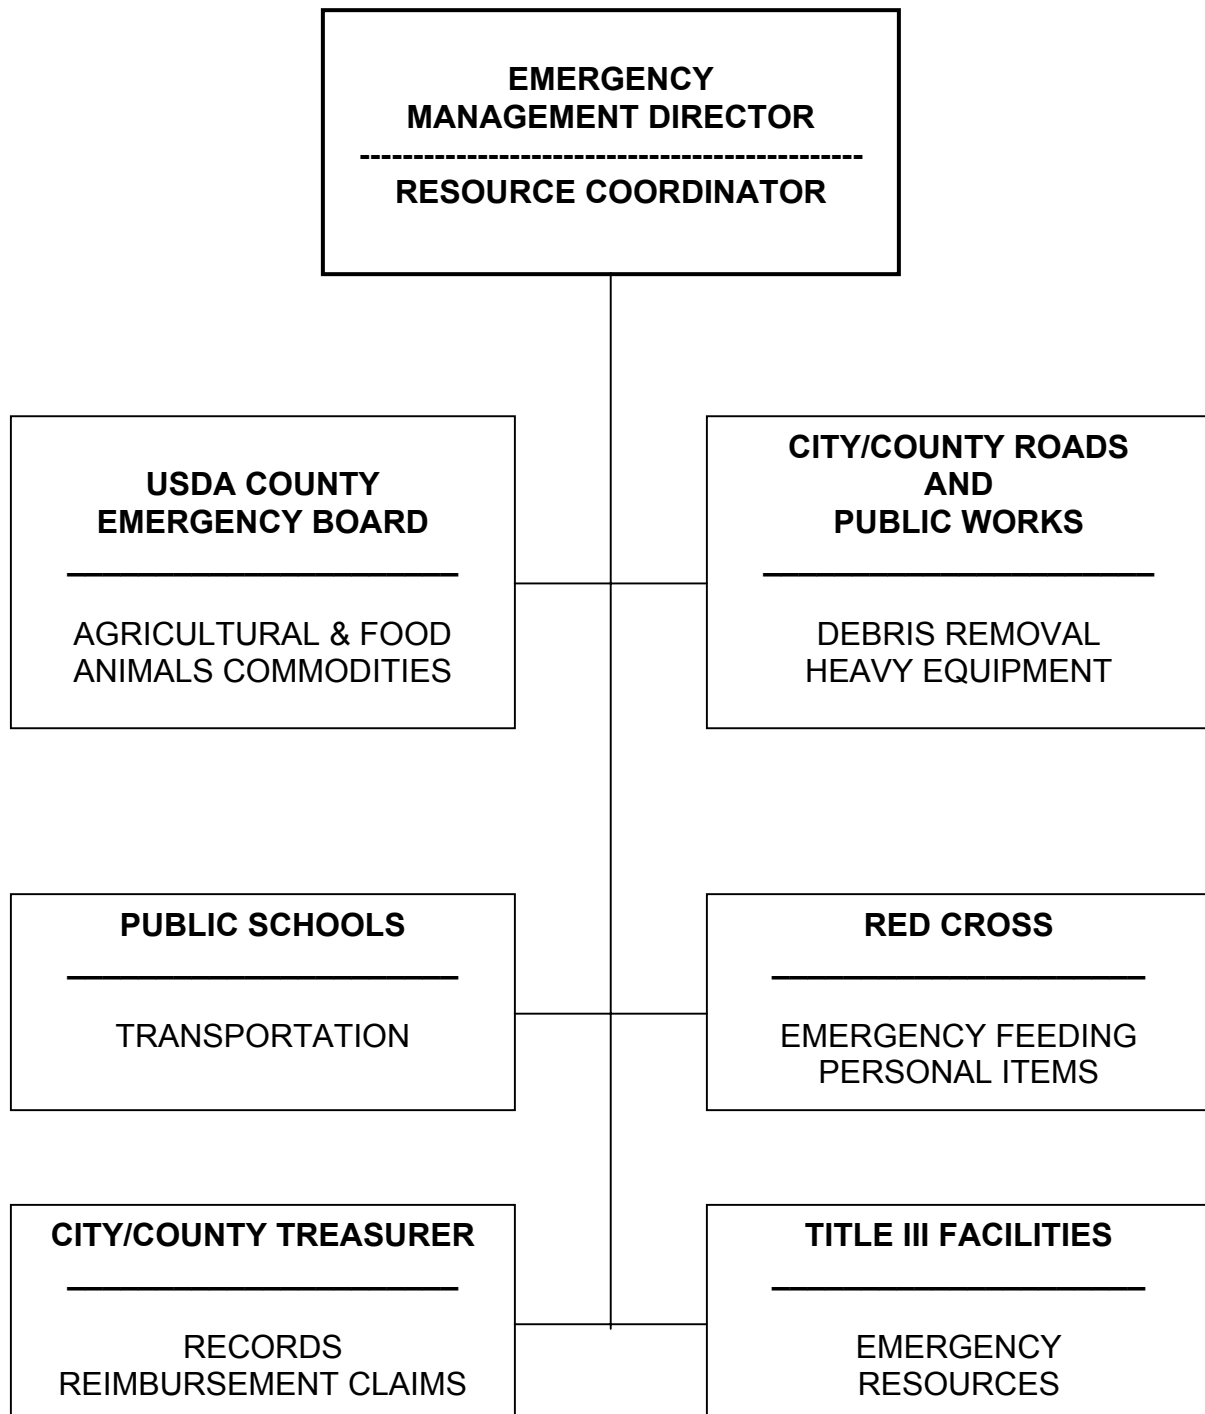 EMERGENCY
MANAGEMENT DIRECTOR
-----------------------------------------------
RESOURCE COORDINATOR
USDA COUNTY
EMERGENCY BOARD
AGRICULTURAL & FOOD
ANIMALS COMMODITIES
CITY/COUNTY ROADS
AND
PUBLIC WORKS
DEBRIS REMOVAL
HEAVY EQUIPMENT
PUBLIC SCHOOLS
TRANSPORTATION
RED CROSS
EMERGENCY FEEDING
PERSONAL ITEMS
CITY/COUNTY TREASURER
RECORDS
REIMBURSEMENT CLAIMS
TITLE III FACILITIES
EMERGENCY
RESOURCES